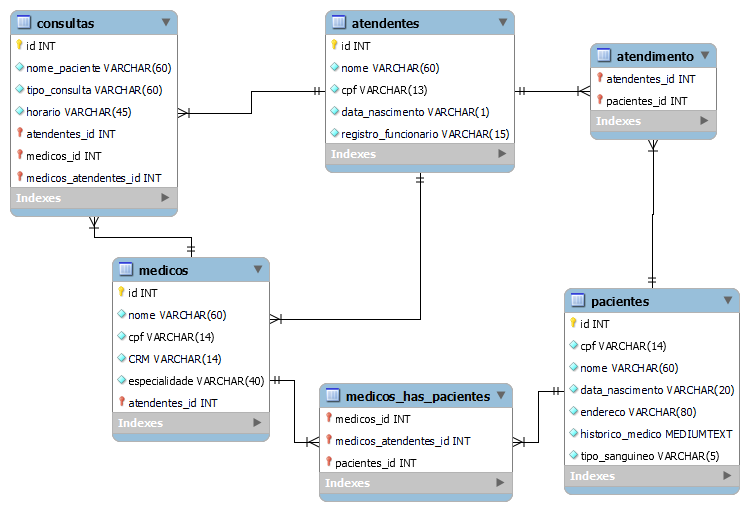 consultas
id INT
nome_paciente VARCHAR(60)
tipo_consulta VARCHAR(60)
horario VARCHAR(45)
atendentes_id INT
medicos_id INT
medicos_atendentes_id INT
Indexes
atendentes
id INT
nome VARCHAR(60)
cpf VARCHAR(13)
data_nascimento VARCHAR(1)
registro_funcionario VARCHAR(15)
Indexes
atendimento
atendentes_id INT
pacientes_id INT
Indexes
medicos
id INT
nome VARCHAR(60)
cpf VARCHAR(14)
CRM VARCHAR(14)
especialidade VARCHAR(40)
atendentes_id INT
Indexes
medicos_has_pacientes
medicos_id INT
medicos_atendentes_id INT
pacientes_id INT
Indexes
pacientes
id INT
cpf VARCHAR(14)
nome VARCHAR(60)
data_nascimento VARCHAR(20)
endereco VARCHAR(80)
historico_medico MEDIUMTEXT
tipo_sanguineo VARCHAR(5)
Indexes